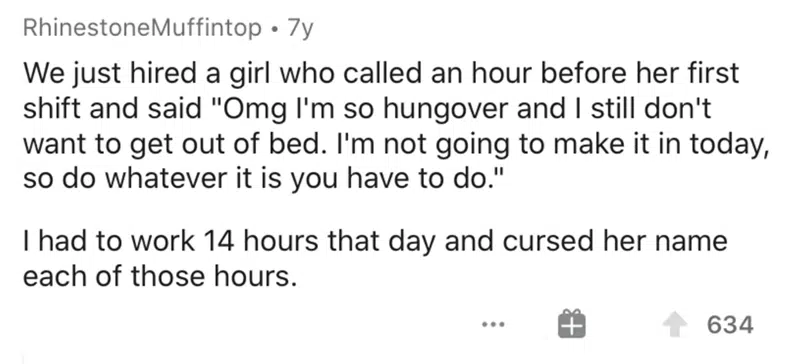 RhinestoneMuffintop • 7y
We just hired a girl who called an hour before her first
shift and said "Omg I'm so hungover and I still don't
want to get out of bed. I'm not going to make it in today,
so do whatever it is you have to do."
I had to work 14 hours that day and cursed her name
each of those hours.
634